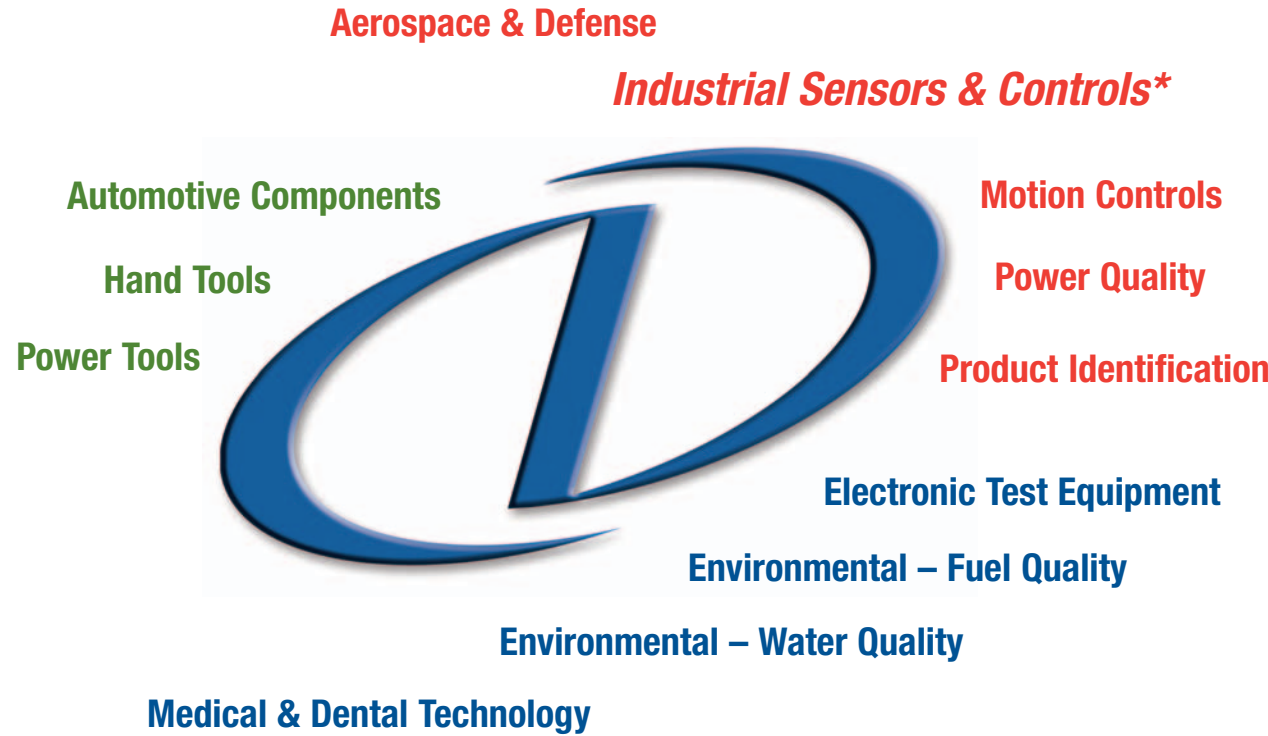 Aerospace & Defense
Industrial Sensors & Controls*
Automotive Components
Motion Controls
Hand Tools
Power Quality
Power Tools
Product Identification
Electronic Test Equipment
Environmental – Fuel Quality
Environmental – Water Quality
Medical & Dental Technology